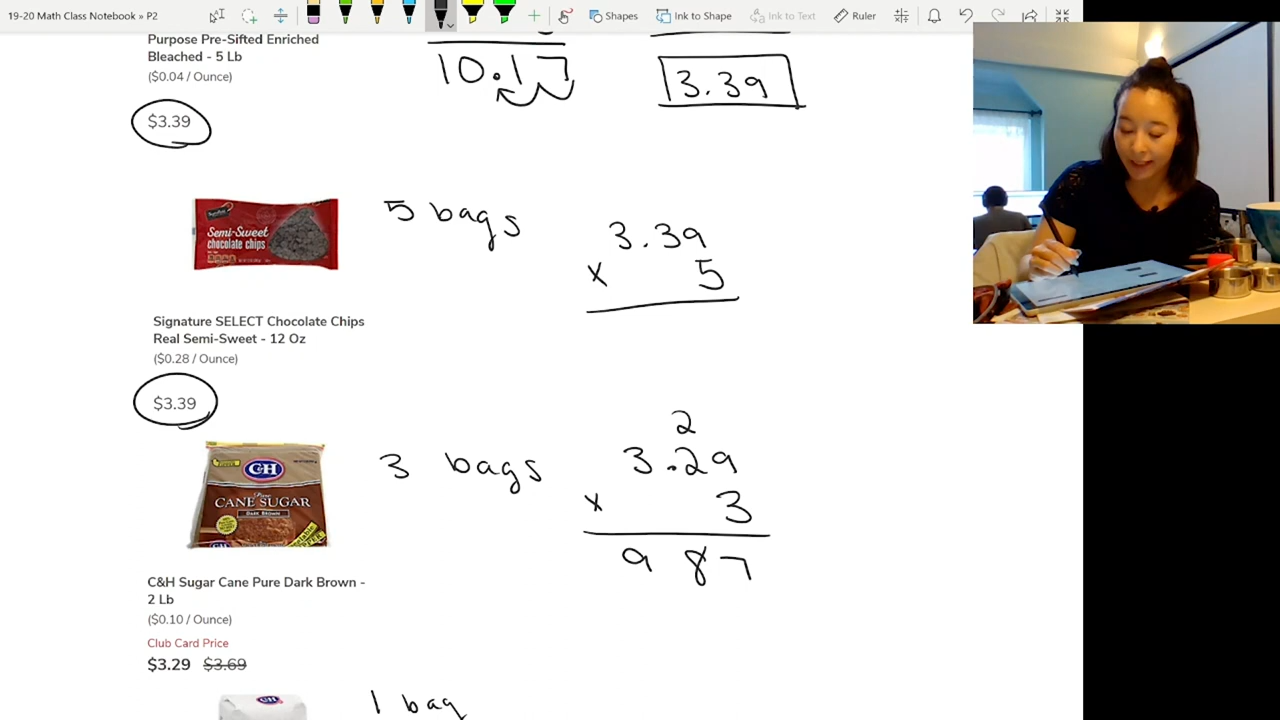 19-20 Math Class Notebook » P2
Shapes
Ink to Shape
Ink to Text
Ruler
Purpose Pre-Sifted Enriched
Bleached - 5 Lb
($0.04 / Ounce)
$3.39
10.17
3.39
Semi-Sweet
chocolate chips
5 bags
3.39
x 5
Signature SELECT Chocolate Chips
Real Semi-Sweet - 12 Oz
($0.28 / Ounce)
$3.39
C&H
Pure
CANE SUGAR
DARK BROWN
3 bags
2
3.29
x 3
9 87
C&H Sugar Cane Pure Dark Brown -
2 Lb
($0.10 / Ounce)
Club Card Price
$3.29 $3.69
C&H
1 bag